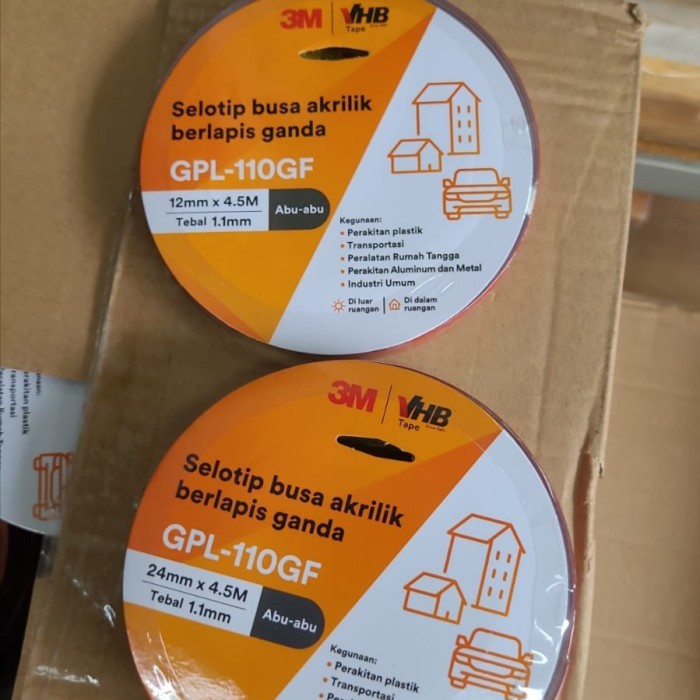 3M VHB
Tape
Selotip busa akrilik
berlapis ganda
GPL-110GF
12mm x 4.5M
Tebal 1.1mm
Abu-abu
Kegunaan:
• Perakitan plastik
• Transportasi
• Peralatan Rumah Tangga
• Perakitan Aluminum dan Metal
• Industri Umum
Di luar
ruangan
Di dalam
ruangan
3M VHB
Tape
Selotip busa akrilik
berlapis ganda
GPL-110GF
24mm x 4.5M
Tebal 1.1mm
Abu-abu
Kegunaan:
• Perakitan plastik
• Transportasi